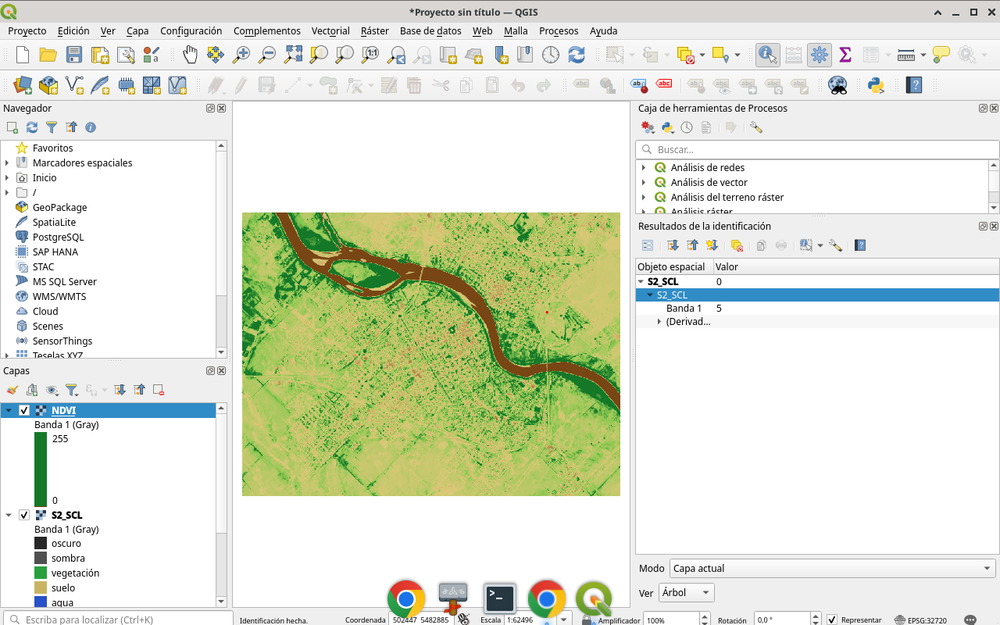 *Proyecto sin título — QGIS
Proyecto Edición Ver Capa Configuración Complementos Vectorial Ráster Base de datos Web Malla Procesos Ayuda
Navegador
Favoritos
Marcadores espaciales
Inicio
/
GeoPackage
SpatiaLite
PostgreSQL
SAP HANA
STAC
MS SQL Server
WMS/WMTS
Cloud
Scenes
SensorThings
Teselas XYZ
Capas
NDVI
Banda 1 (Gray)
255
0
S2_SCL
Banda 1 (Gray)
oscuro
sombra
vegetación
suelo
agua
Caja de herramientas de Procesos
Buscar...
Análisis de redes
Análisis de vector
Análisis del terreno ráster
Análisis ráster
Resultados de la identificación
Objeto espacial Valor
S2_SCL 0
S2_SCL
Banda 1 5
(Derivad...
Modo Capa actual
Ver Árbol
Escriba para localizar (Ctrl+K) Identificación hecha. Coordenada 502447 5482885 Escala 1:62496 Amplificador 100% Rotación 0,0 ° Representar EPSG:32720